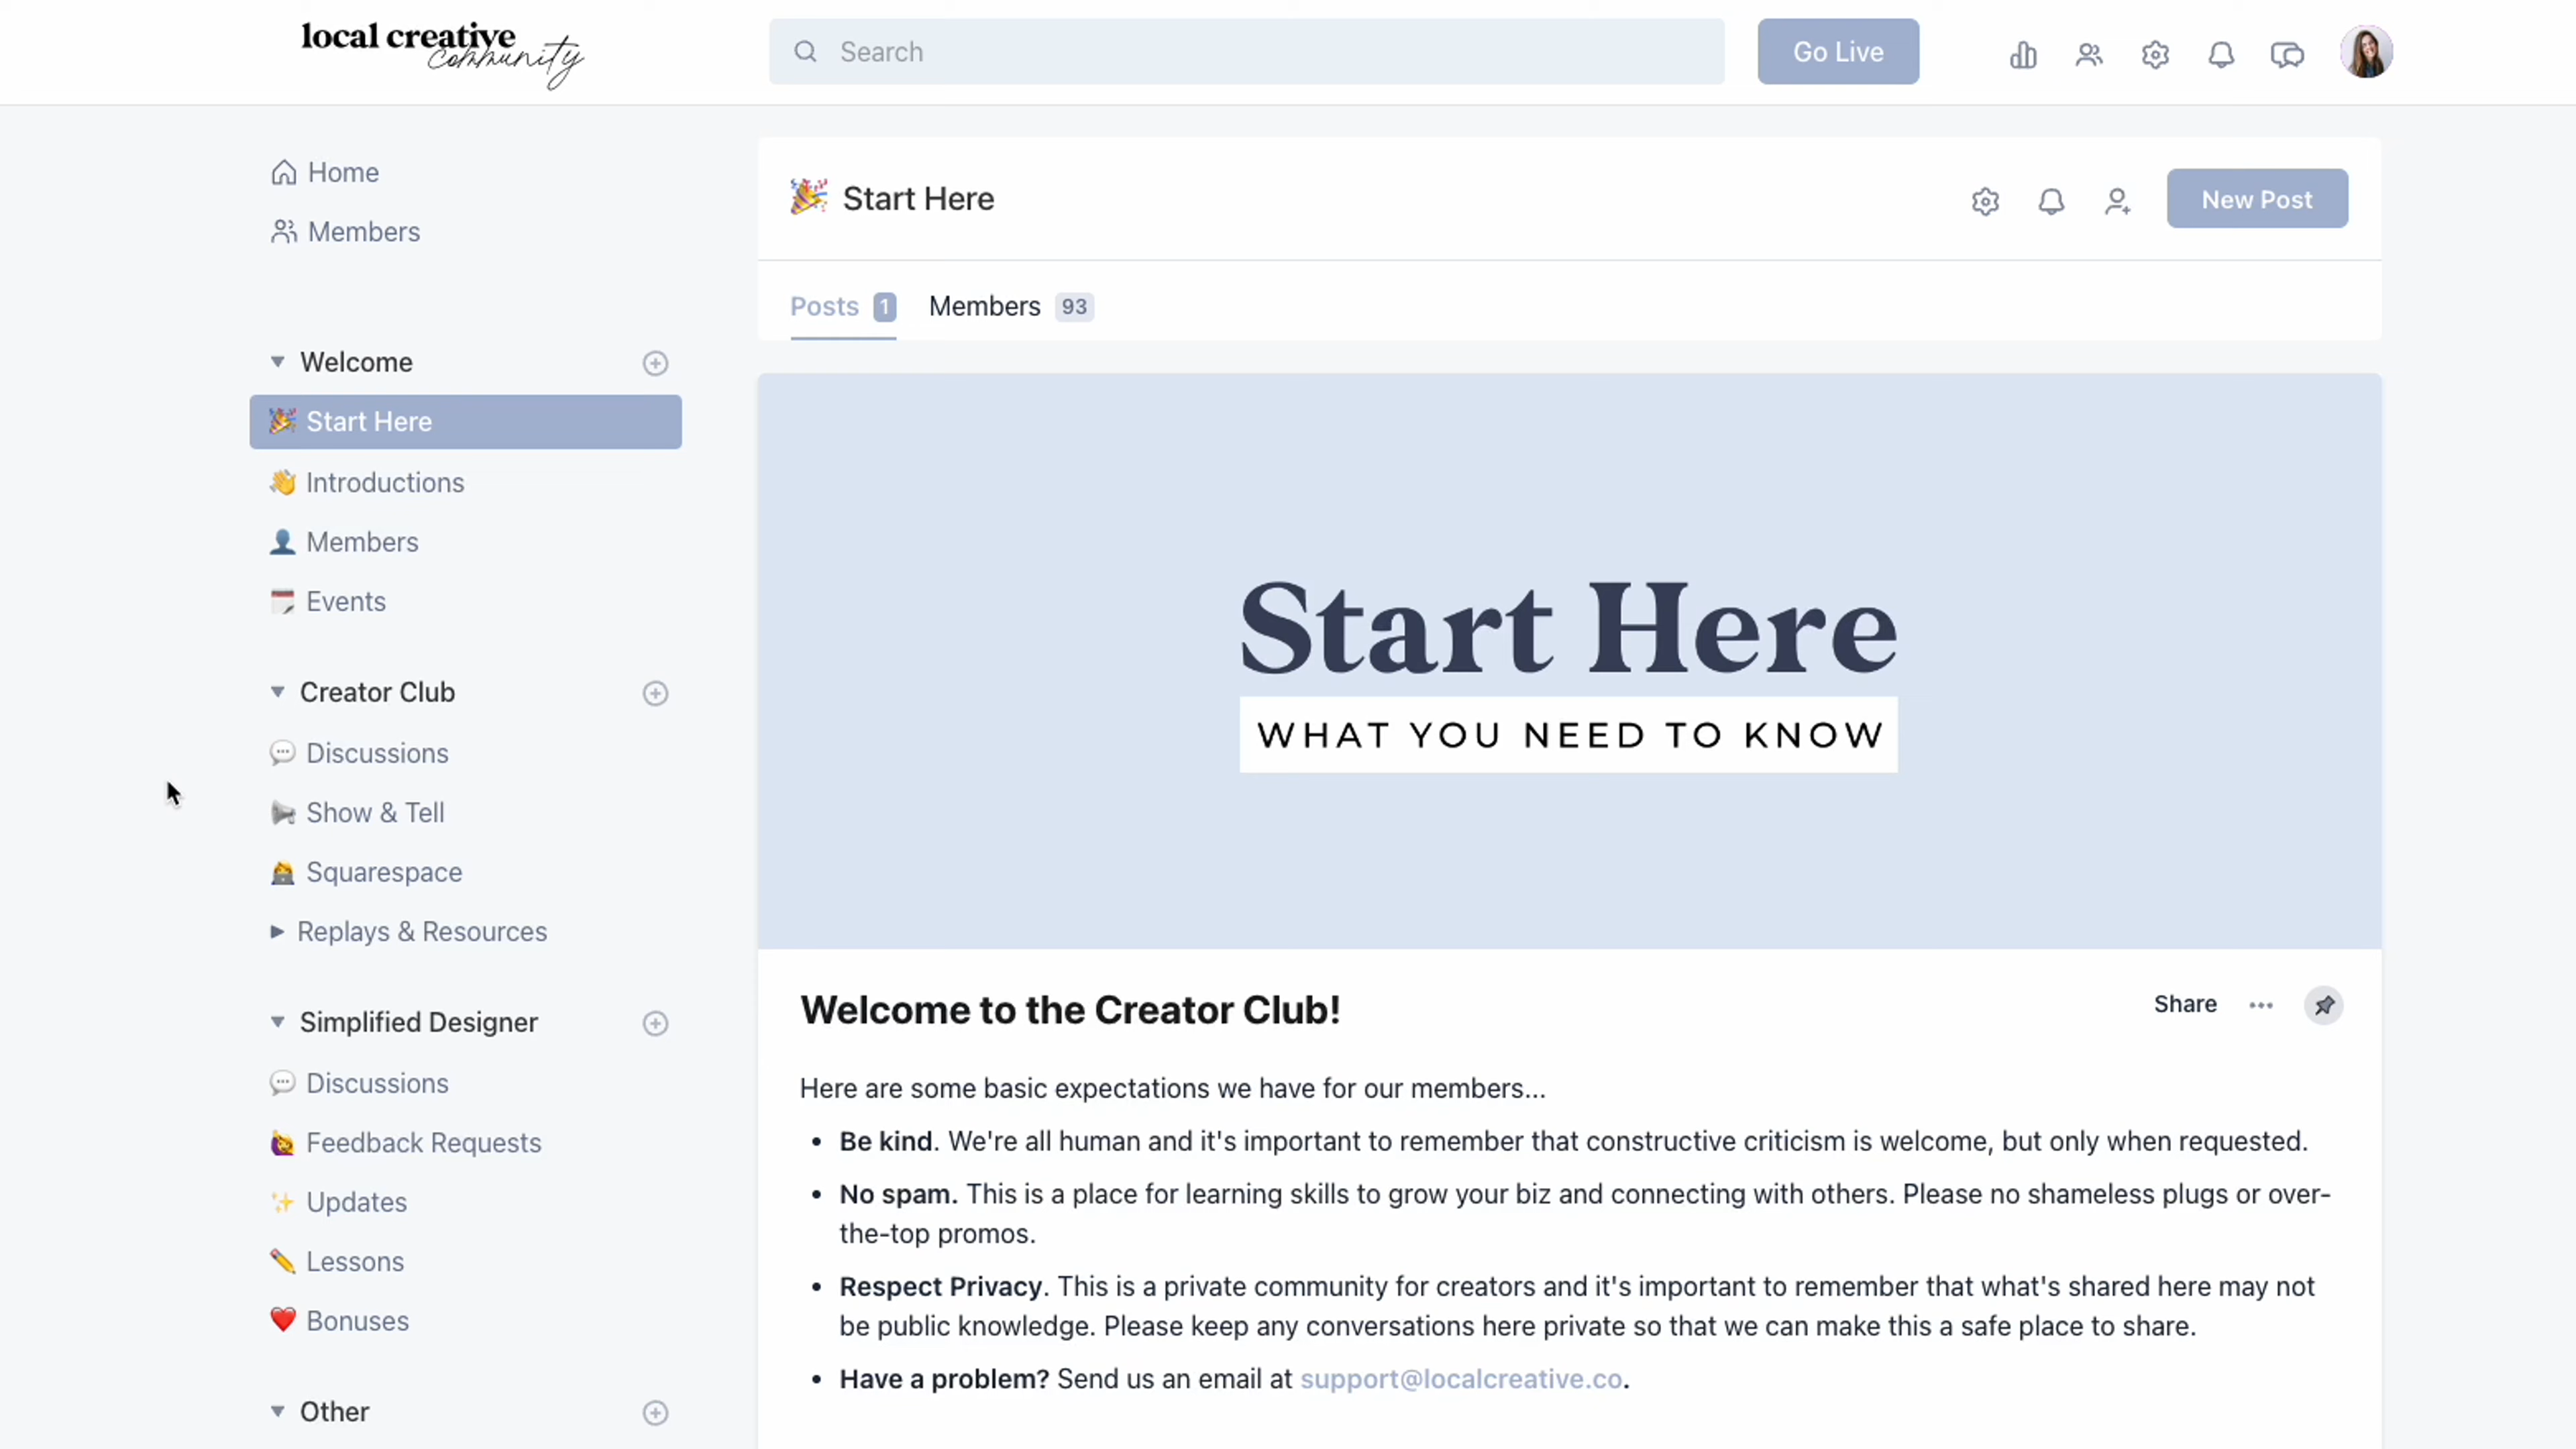 local creative
community
Search
Go Live
Home
Members
Welcome
Start Here
Introductions
Members
Events
Creator Club
Discussions
Show & Tell
Squarespace
Replays & Resources
Simplified Designer
Discussions
Feedback Requests
Updates
Lessons
Bonuses
Other
Start Here
New Post
Posts 1 Members 93
Start Here
WHAT YOU NEED TO KNOW
Welcome to the Creator Club!
Share
Here are some basic expectations we have for our members...
• Be kind. We're all human and it's important to remember that constructive criticism is welcome, but only when requested.
• No spam. This is a place for learning skills to grow your biz and connecting with others. Please no shameless plugs or over-
the-top promos.
• Respect Privacy. This is a private community for creators and it's important to remember that what's shared here may not
be public knowledge. Please keep any conversations here private so that we can make this a safe place to share.
• Have a problem? Send us an email at support@localcreative.co.